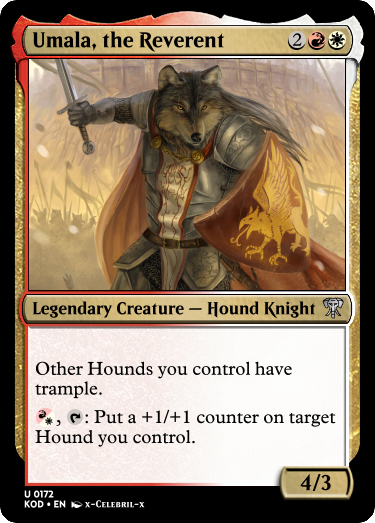 Umala, the Reverent 2
Legendary Creature — Hound Knight
Other Hounds you control have
trample.
, : Put a +1/+1 counter on target
Hound you control.
4/3
U 0172
KOD • EN x-Celebril-x